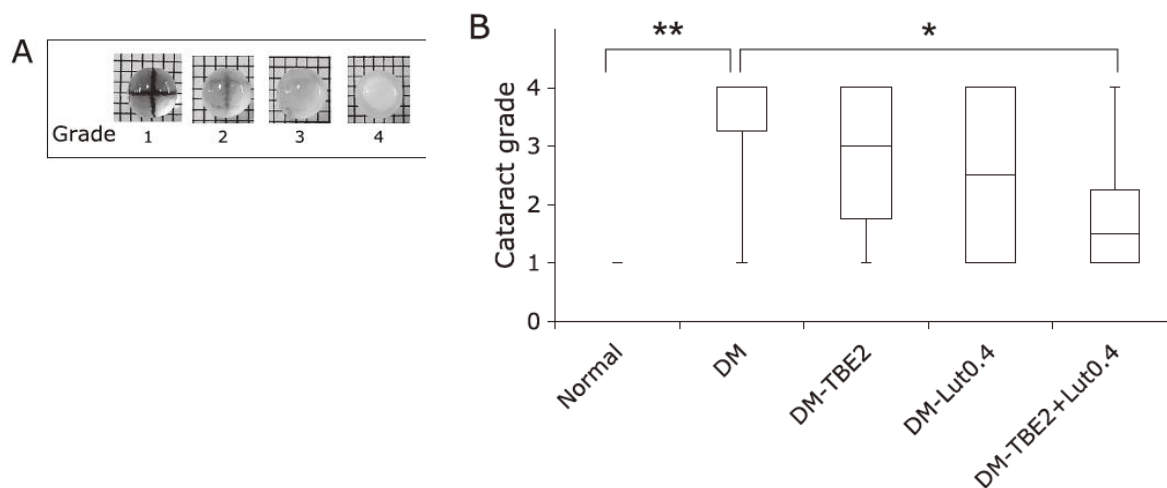 A
Grade 1 2 3 4
B
** *
Cataract grade
4
3
2
1
0
Normal
DM
DM-TBE2
DM-Lut0.4
DM-TBE2+Lut0.4